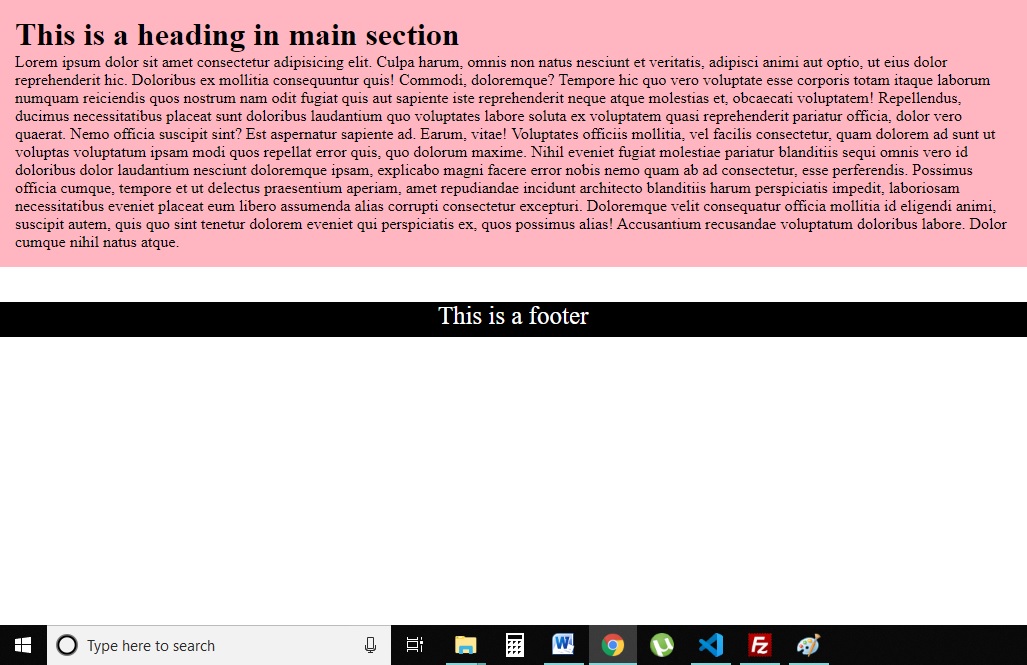 This is a heading in main section
Lorem ipsum dolor sit amet consectetur adipisicing elit. Culpa harum, omnis non natus nesciunt et veritatis, adipisci animi aut optio, ut eius dolor
reprehenderit hic. Doloribus ex mollitia consequuntur quis! Commodi, doloremque? Tempore hic quo vero voluptate esse corporis totam itaque laborum
numquam reiciendis quos nostrum nam odit fugiat quis aut sapiente iste reprehenderit neque atque molestias et, obcaecati voluptatem! Repellendus,
ducimus necessitatibus placeat sunt doloribus laudantium quo voluptates labore soluta ex voluptatem quasi reprehenderit pariatur officia, dolor vero
quaerat. Nemo officia suscipit sint? Est aspernatur sapiente ad. Earum, vitae! Voluptates officiis mollitia, vel facilis consectetur, quam dolorem ad sunt ut
voluptas voluptatum ipsam modi quos repellat error quis, quo dolorum maxime. Nihil eveniet fugiat molestiae pariatur blanditiis sequi omnis vero id
doloribus dolor laudantium nesciunt doloremque ipsam, explicabo magni facere error nobis nemo quam ab ad consectetur, esse perferendis. Possimus
officia cumque, tempore et ut delectus praesentium aperiam, amet repudiandae incidunt architecto blanditiis harum perspiciatis impedit, laboriosam
necessitatibus eveniet placeat eum libero assumenda alias corrupti consectetur excepturi. Doloremque velit consequatur officia mollitia id eligendi animi,
suscipit autem, quis quo sint tenetur dolorem eveniet qui perspiciatis ex, quos possimus alias! Accusantium recusandae voluptatum doloribus labore. Dolor
cumque nihil natus atque.
This is a footer
Type here to search